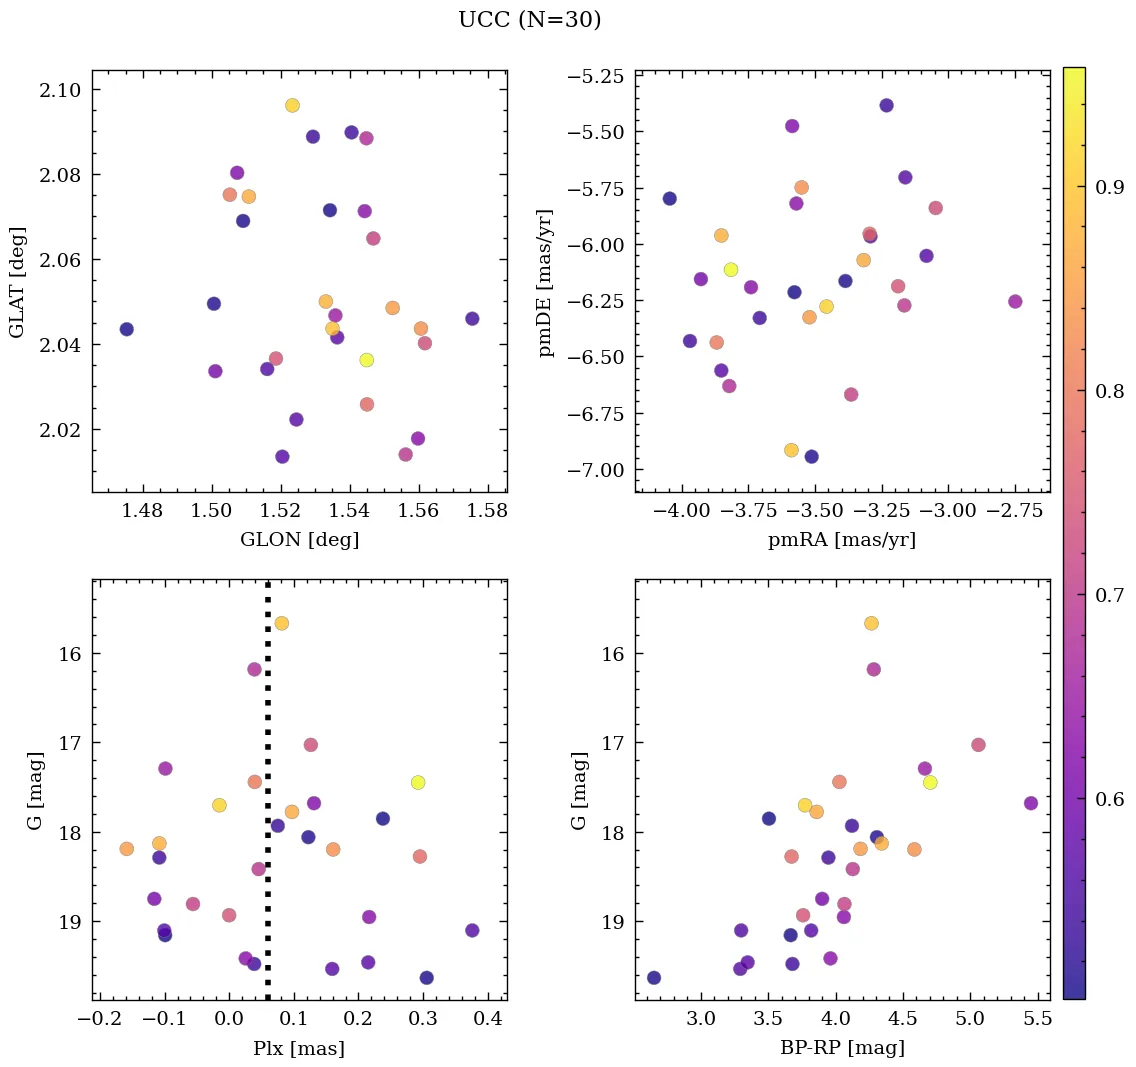 UCC (N=30)
2.10
2.08
2.06
2.04
2.02
GLAT [deg]
1.48 1.50 1.52 1.54 1.56 1.58
GLON [deg]
−5.25
−5.50
−5.75
−6.00
−6.25
−6.50
−6.75
−7.00
pmDE [mas/yr]
−4.00 −3.75 −3.50 −3.25 −3.00 −2.75
pmRA [mas/yr]
0.9
0.8
0.7
0.6
16
17
18
19
G [mag]
−0.2 −0.1 0.0 0.1 0.2 0.3 0.4
Plx [mas]
16
17
18
19
G [mag]
3.0 3.5 4.0 4.5 5.0 5.5
BP-RP [mag]